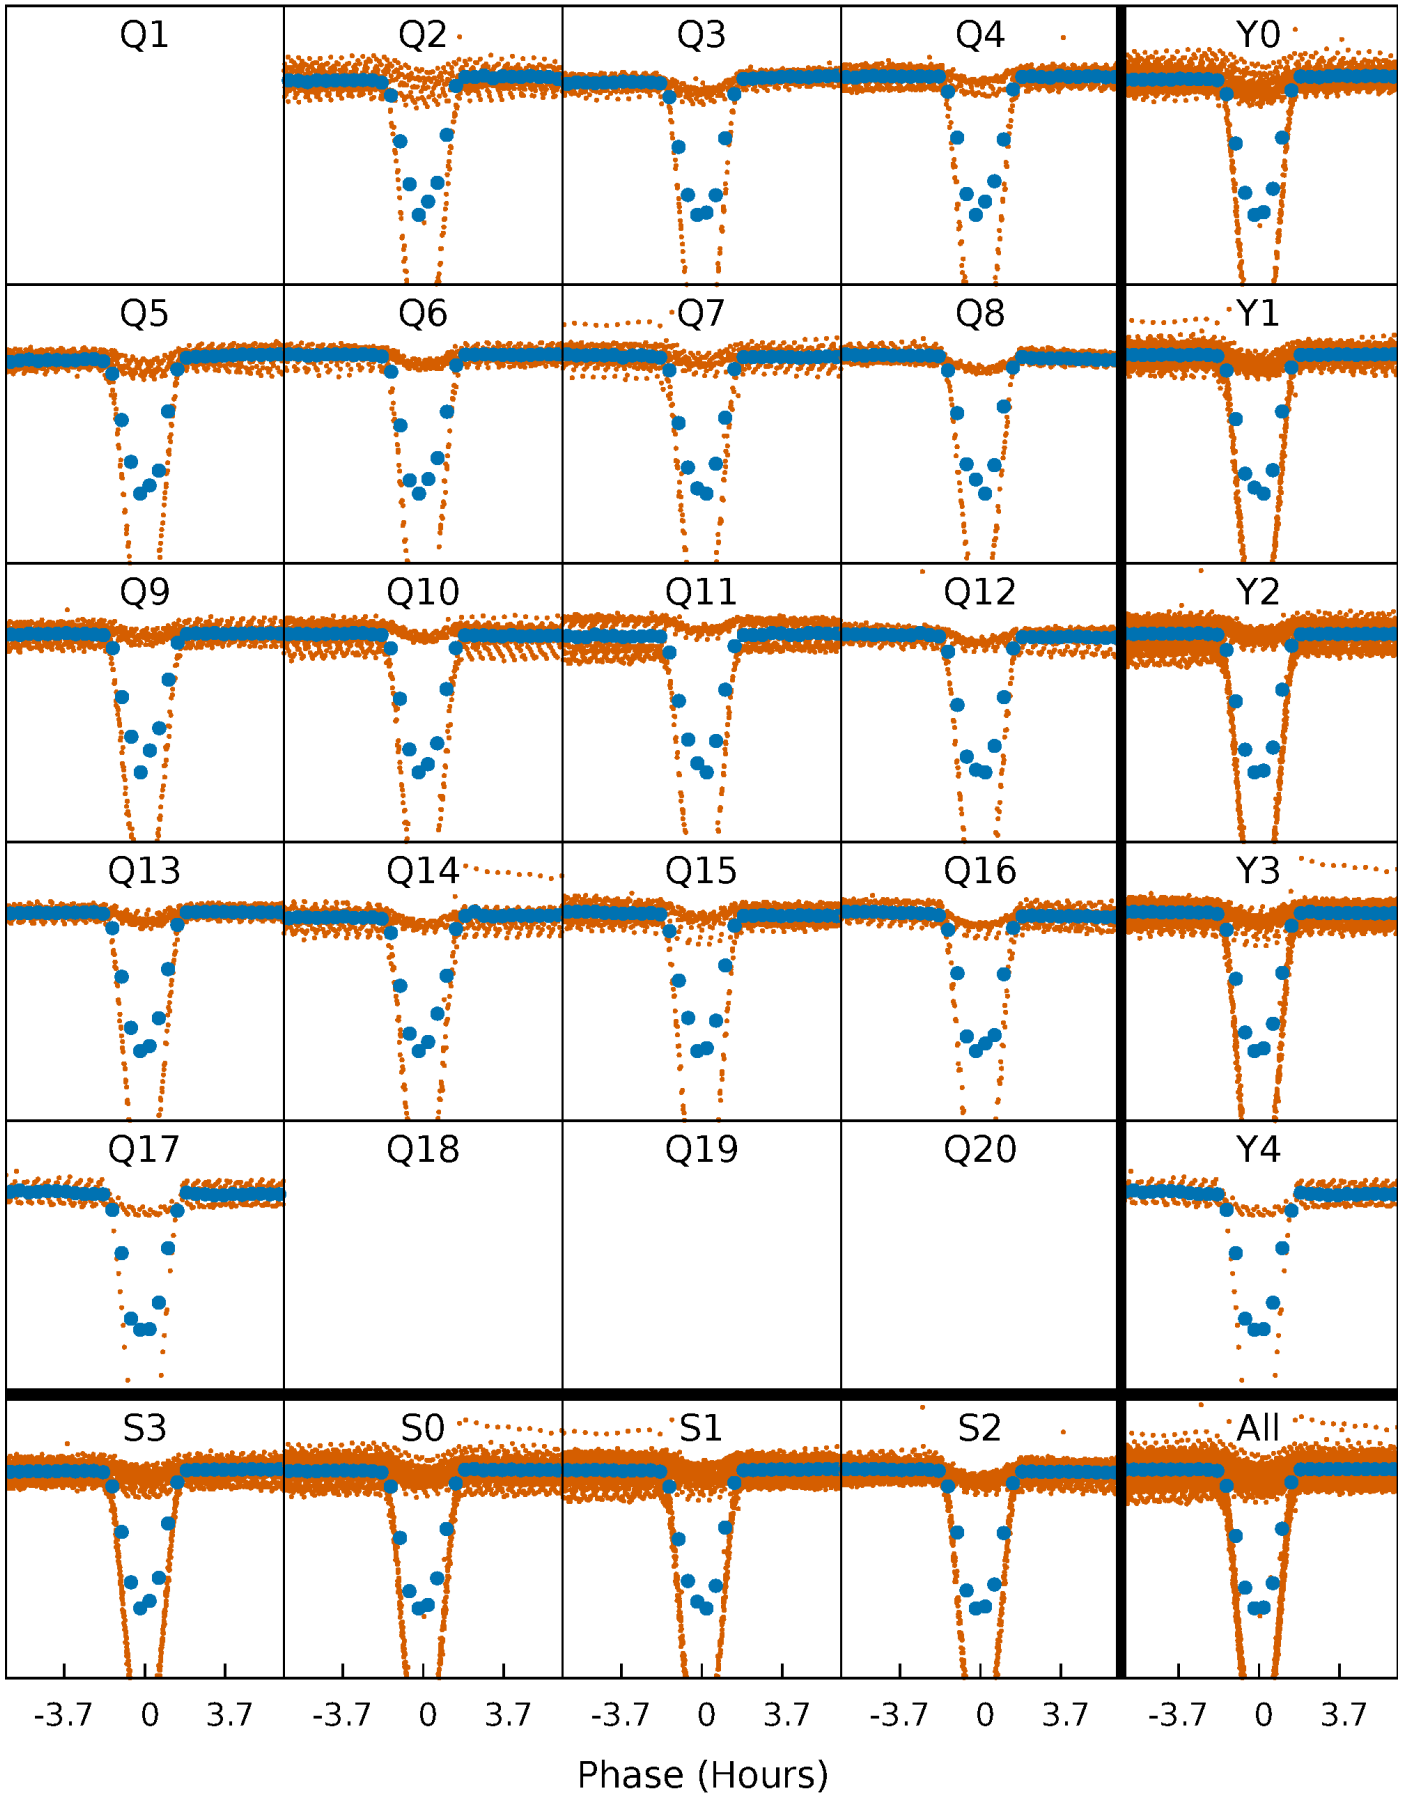 Q1 Q2 Q3 Q4 Y0
Q5 Q6 Q7 Q8 Y1
Q9 Q10 Q11 Q12 Y2
Q13 Q14 Q15 Q16 Y3
Q17 Q18 Q19 Q20 Y4
S3 S0 S1 S2 All
-3.7 0 3.7 -3.7 0 3.7 -3.7 0 3.7 -3.7 0 3.7 -3.7 0 3.7
Phase (Hours)